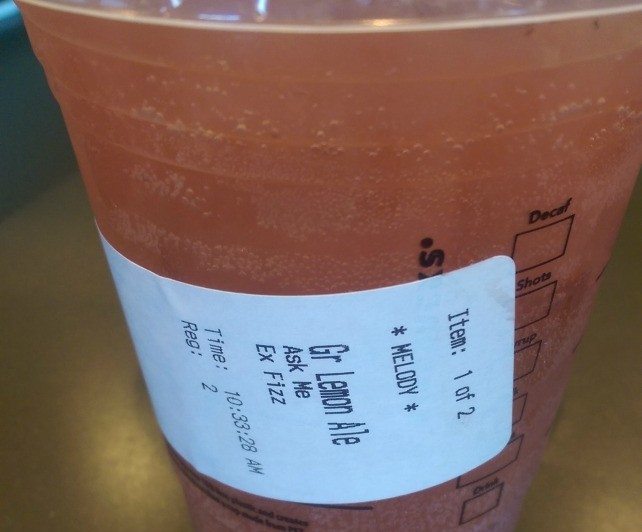 Item: 1 of 2
* MELODY *
Gr Lemon Ale
Ask Me
Ex Fizz
Time: 10:33:28 AM
Reg: 2
Decaf
Shots
Drink